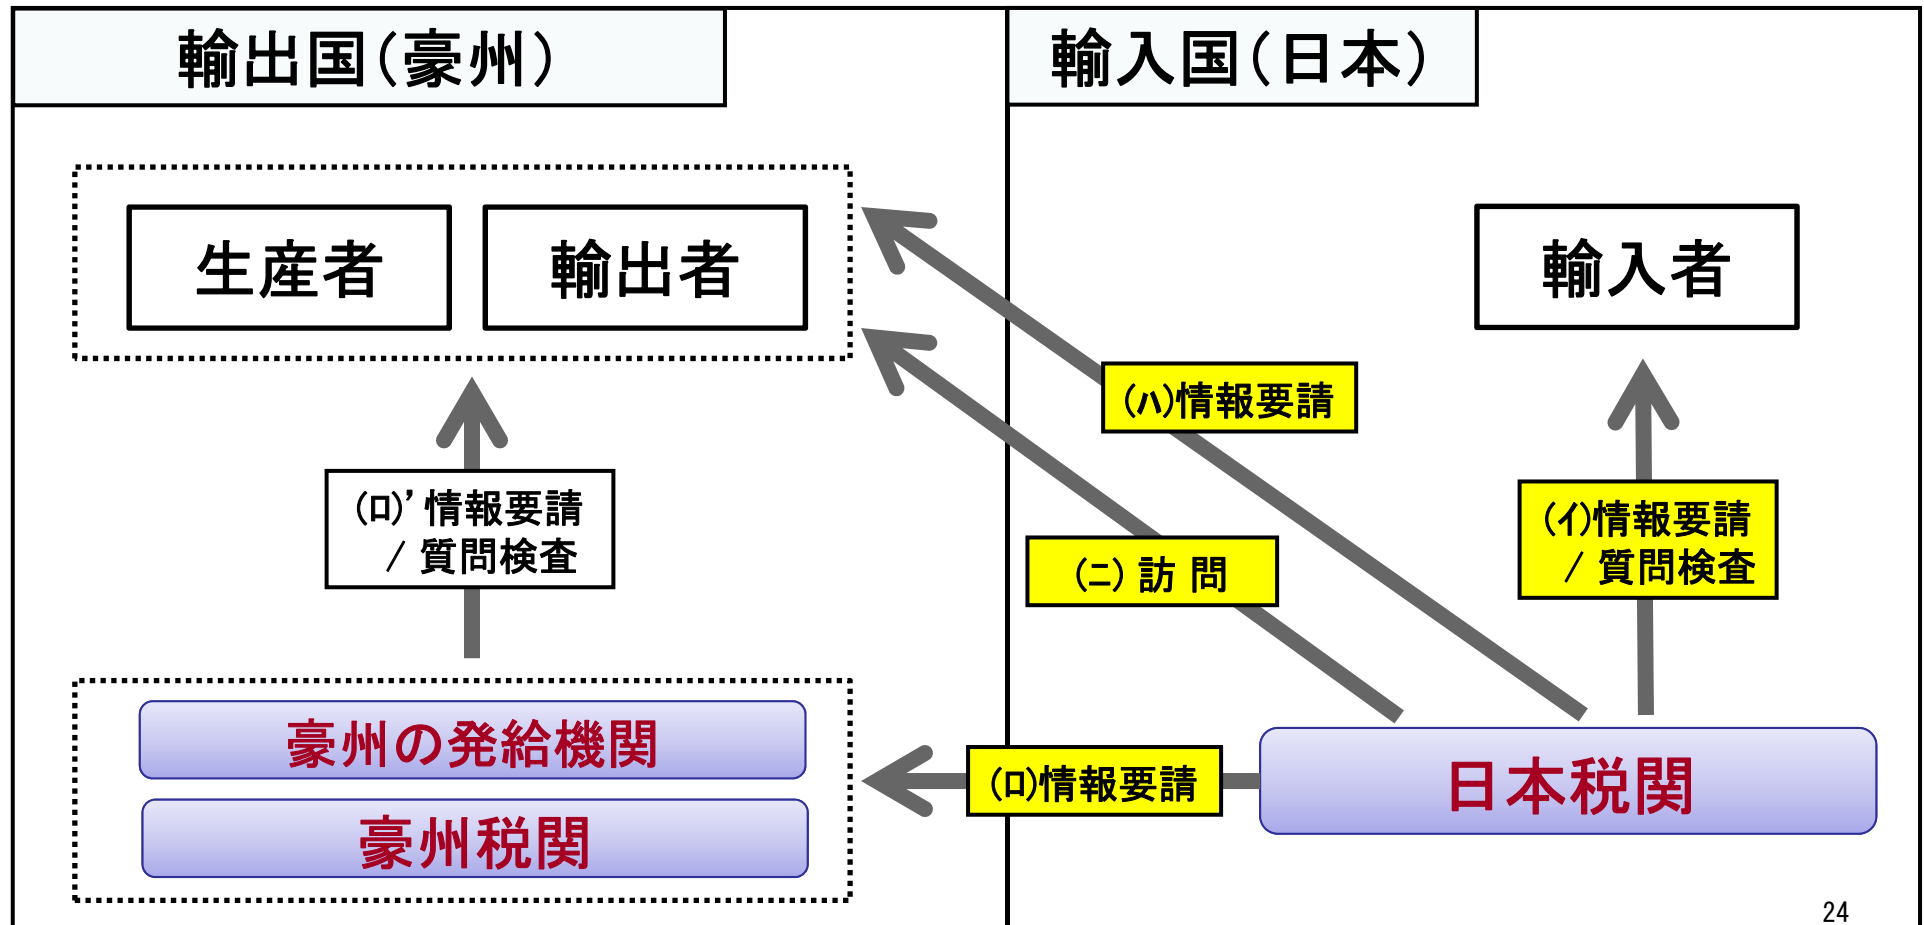 輸出国(豪州)
輸入国(日本)
生産者
輸出者
輸入者
(ハ)情報要請
(ロ)’情報要請
/ 質問検査
(イ)情報要請
/ 質問検査
(ニ) 訪 問
豪州の発給機関
豪州税関
(ロ)情報要請
日本税関
24